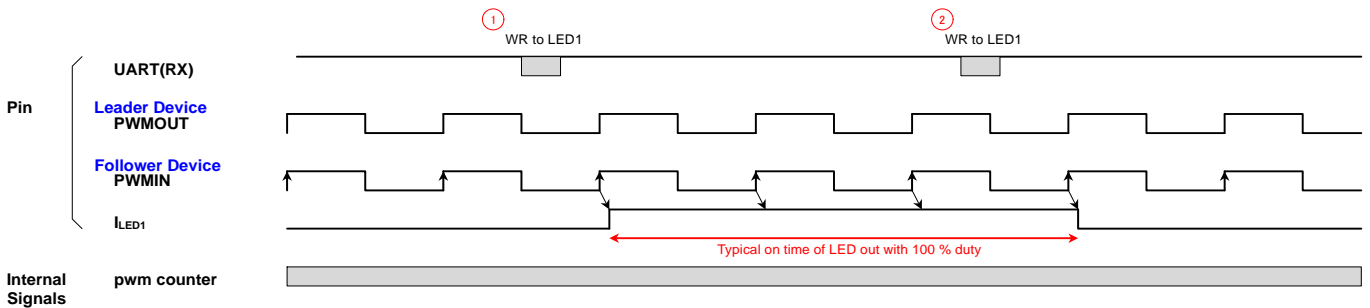 ① ②
WR to LED1 WR to LED1
UART(RX)
Pin Leader Device
PWMOUT
Follower Device
PWMIN
ILED1
Typical on time of LED out with 100 % duty
Internal pwm counter
Signals